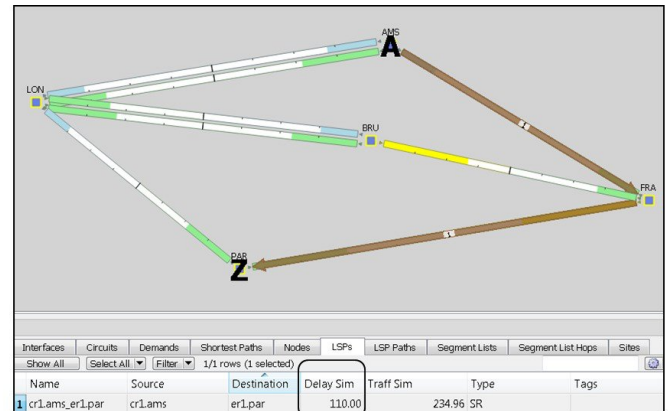 AMS
A
LON
BRU
FRA
PAR
Z
Interfaces Circuits Demands Shortest Paths Nodes LSPs LSP Paths Segment Lists Segment List Hops Sites
Show All Select All Filter 1/1 rows (1 selected)
Name Source Destination Delay Sim Traff Sim Type Tags
1 cr1.ams_er1.par cr1.ams er1.par 110.00 234.96 SR